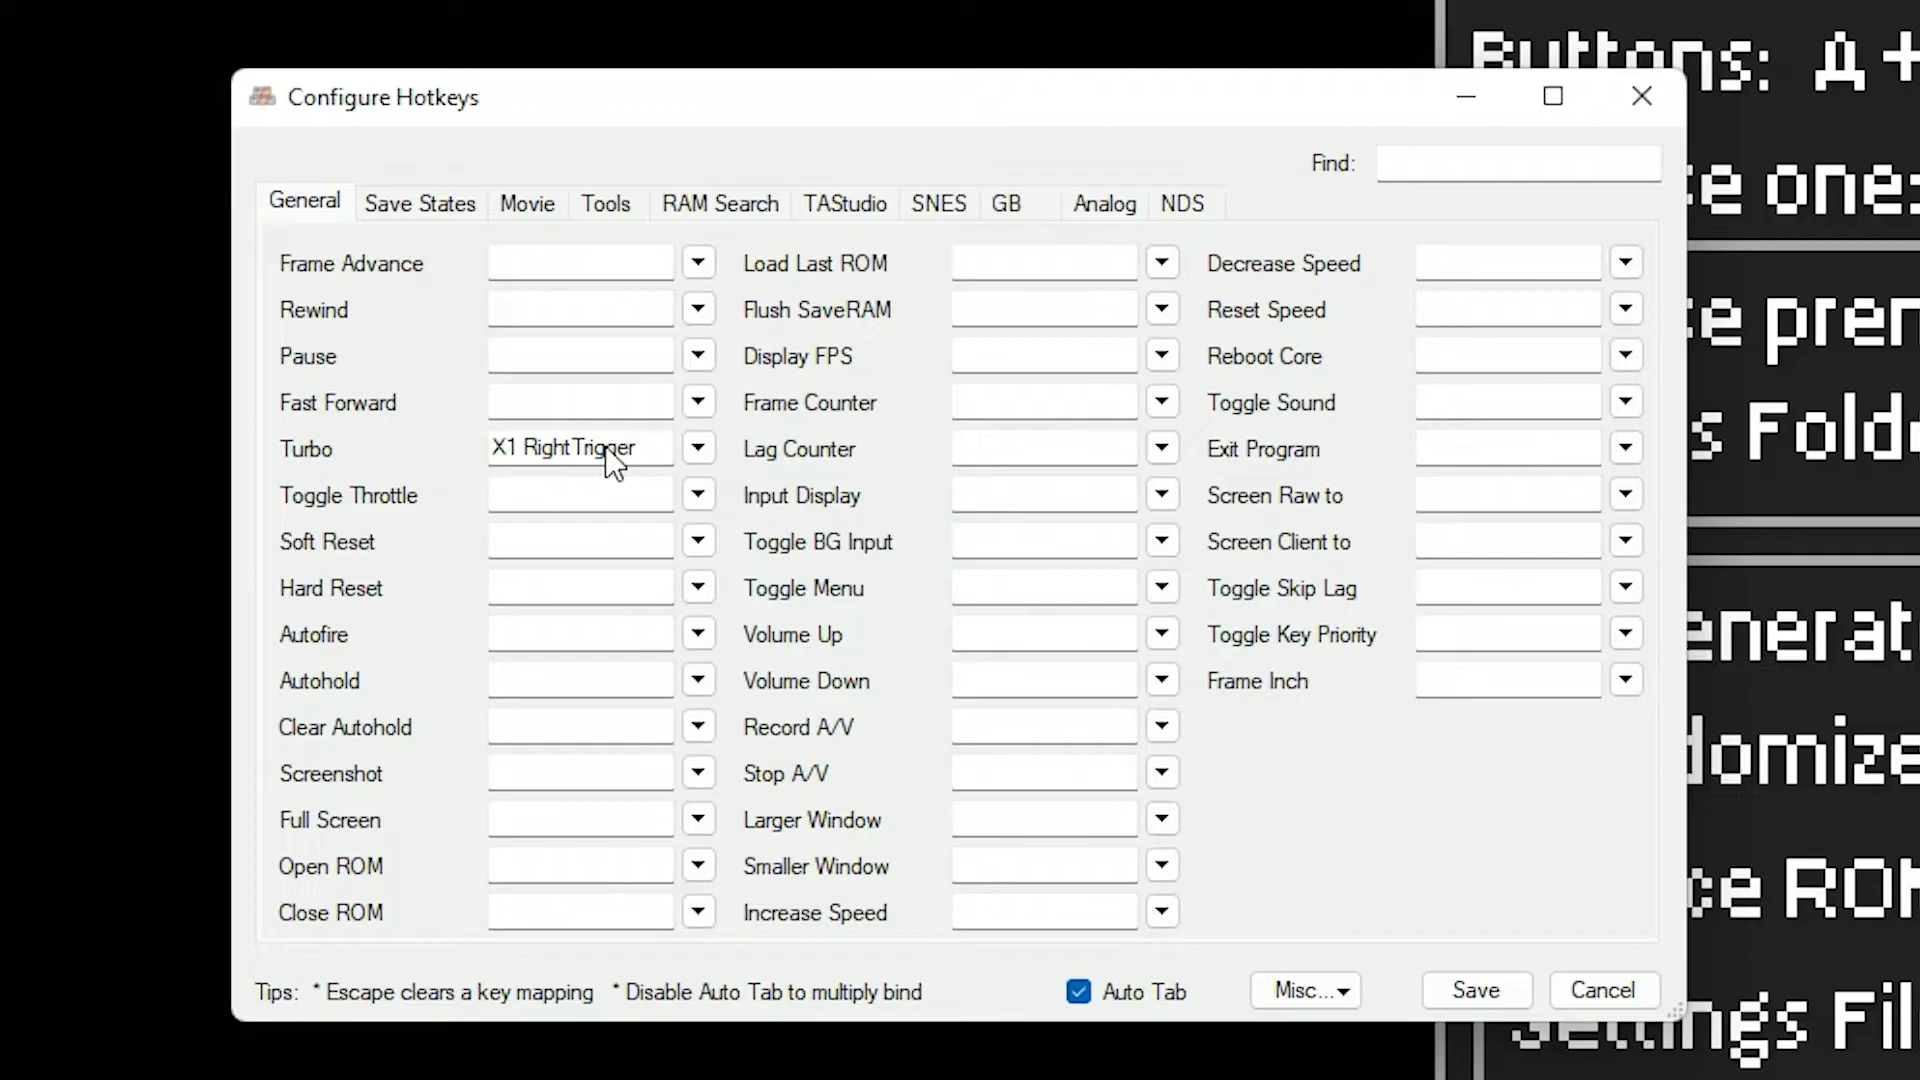 Configure Hotkeys
Find:
General Save States Movie Tools RAM Search TAStudio SNES GB Analog NDS
Frame Advance
Rewind
Pause
Fast Forward
Turbo X1 RightTrigger
Toggle Throttle
Soft Reset
Hard Reset
Autofire
Autohold
Clear Autohold
Screenshot
Full Screen
Open ROM
Close ROM
Load Last ROM
Flush SaveRAM
Display FPS
Frame Counter
Lag Counter
Input Display
Toggle BG Input
Toggle Menu
Volume Up
Volume Down
Record A/V
Stop A/V
Larger Window
Smaller Window
Increase Speed
Decrease Speed
Reset Speed
Reboot Core
Toggle Sound
Exit Program
Screen Raw to
Screen Client to
Toggle Skip Lag
Toggle Key Priority
Frame Inch
Tips: * Escape clears a key mapping * Disable Auto Tab to multiply bind
Auto Tab
Misc...
Save
Cancel
Buttons: A +